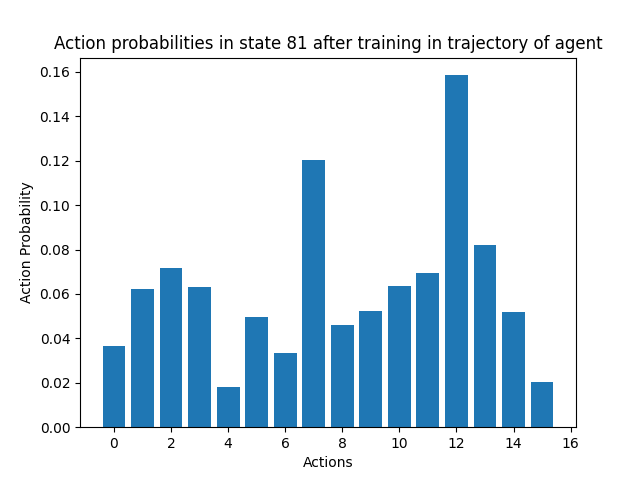 Action probabilities in state 81 after training in trajectory of agent
0.16
0.14
0.12
0.10
0.08
0.06
0.04
0.02
0.00
Action Probability
0 2 4 6 8 10 12 14 16
Actions